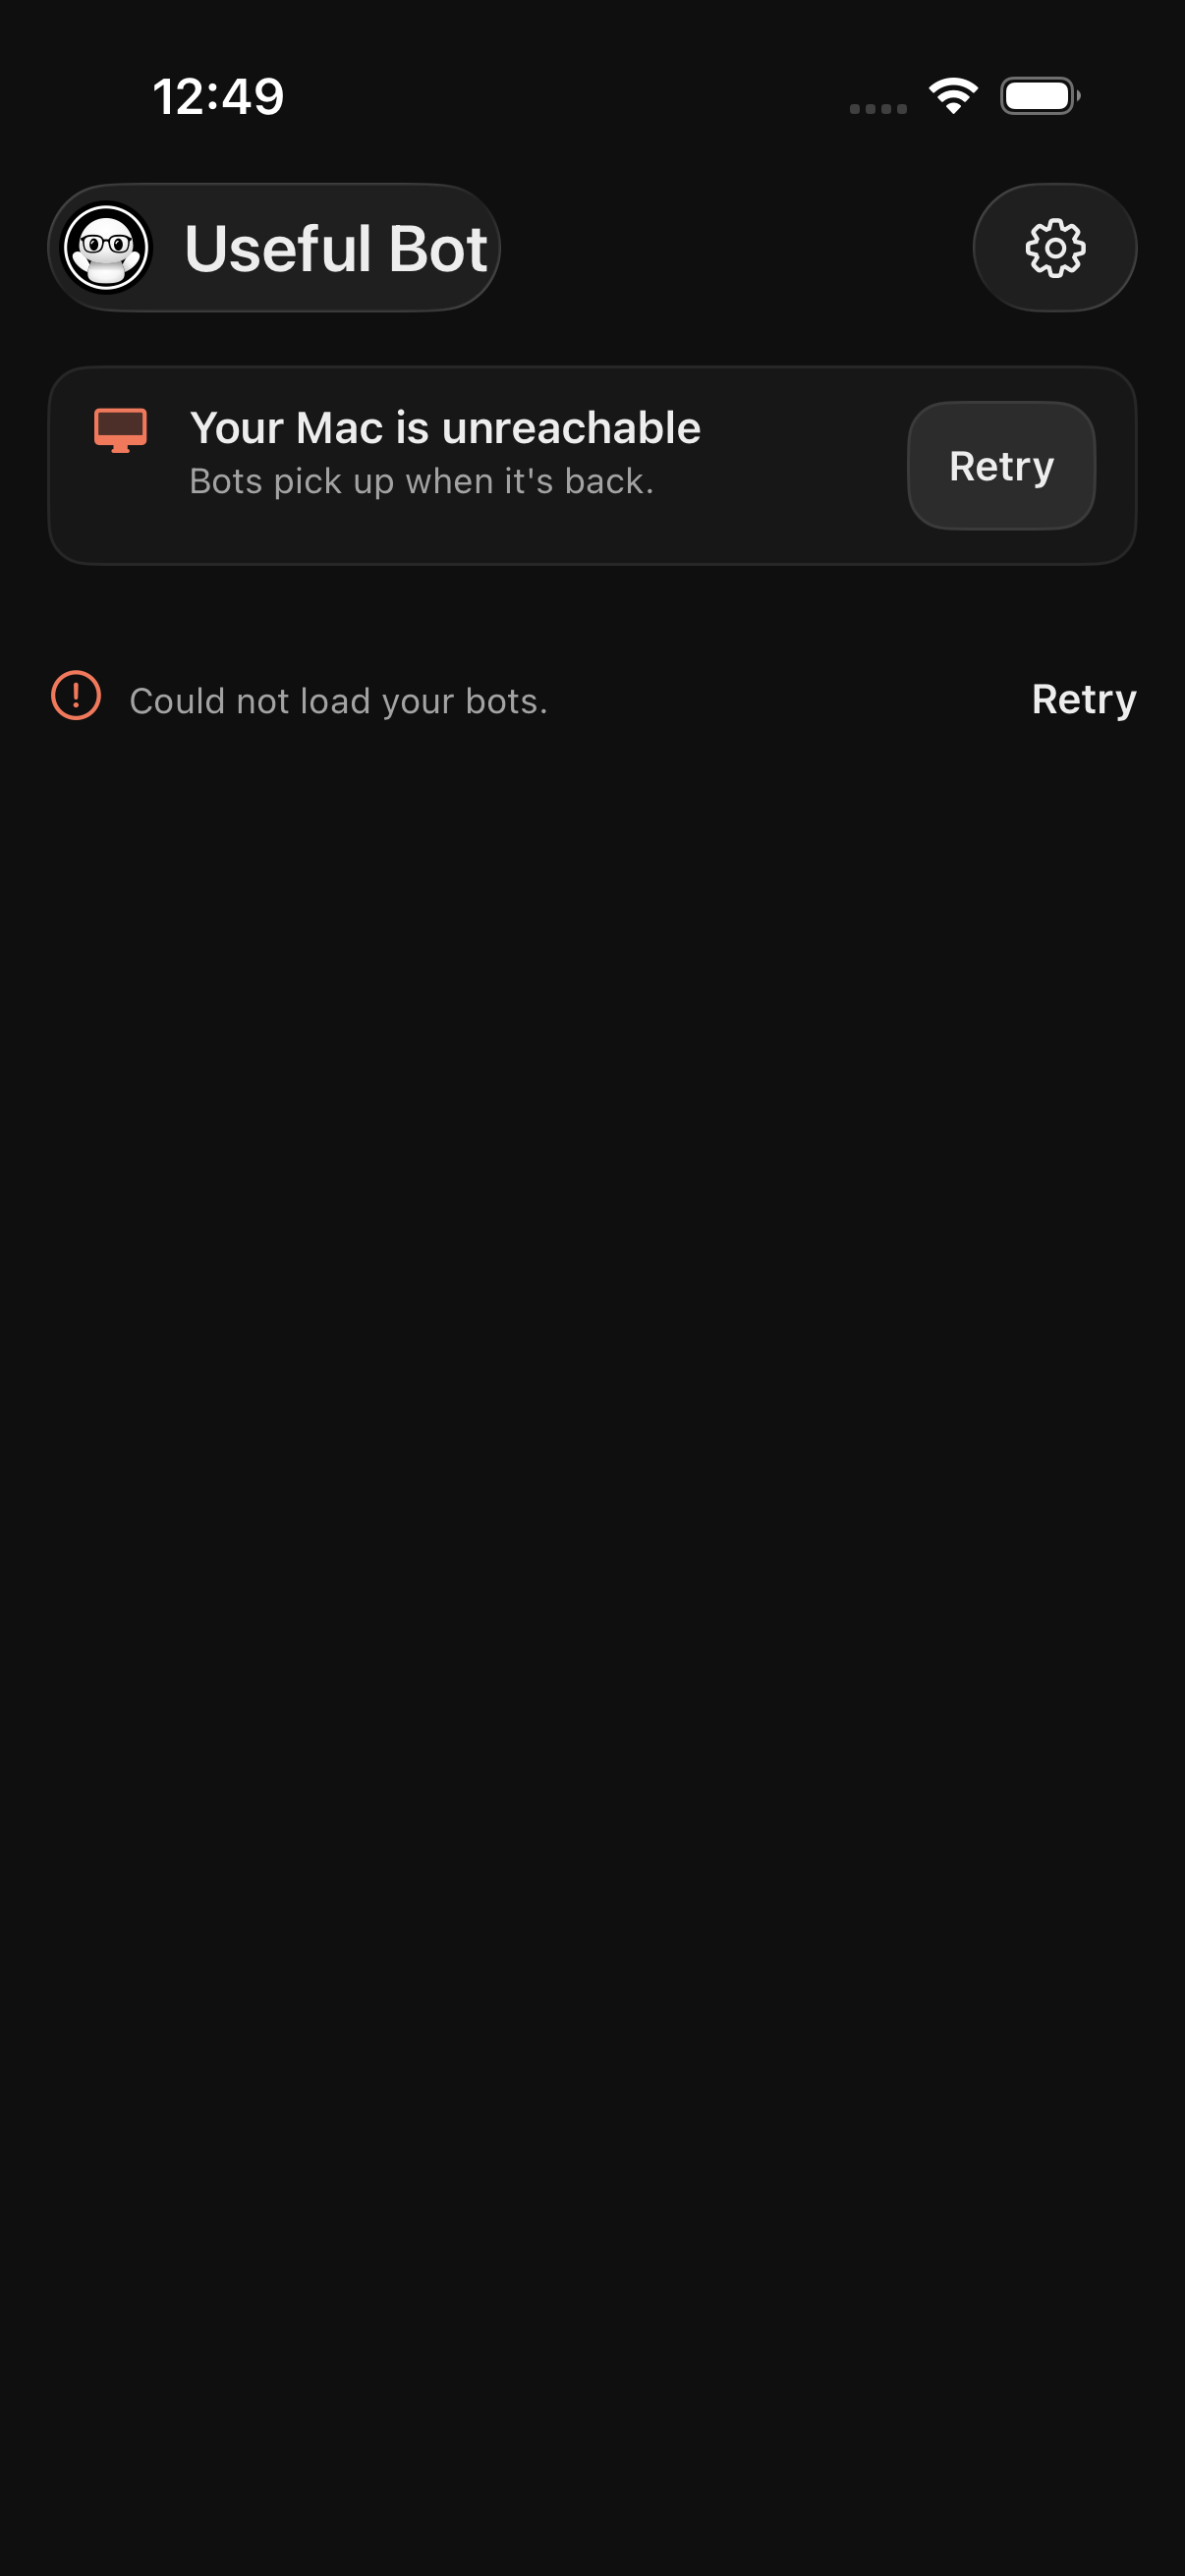 12:49
Useful Bot
Your Mac is unreachable
Bots pick up when it's back.
Retry
Could not load your bots.
Retry